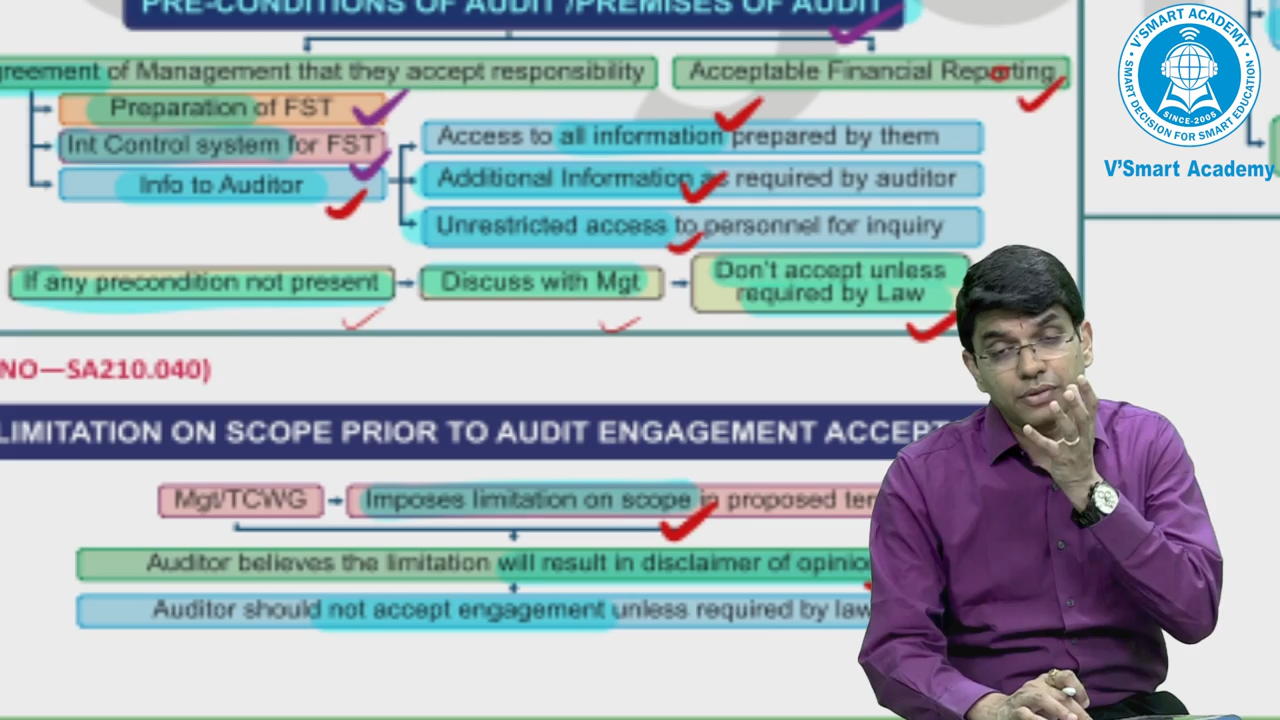 PRE-CONDITIONS OF AUDIT /PREMISES OF AUDIT
greement of Management that they accept responsibility
Acceptable Financial Reporting
Preparation of FST
Int Control system for FST
Info to Auditor
Access to all information prepared by them
Additional Information as required by auditor
Unrestricted access to personnel for inquiry
If any precondition not present
Discuss with Mgt
Don't accept unless
required by Law
NO—SA210.040)
LIMITATION ON SCOPE PRIOR TO AUDIT ENGAGEMENT ACCEPT
Mgt/TCWG
Imposes limitation on scope in proposed ter
Auditor believes the limitation will result in disclaimer of opinio
Auditor should not accept engagement unless required by law
V'SMART ACADEMY
SMART DECISION FOR SMART EDUCATION
SINCE-2005
V'Smart Academy